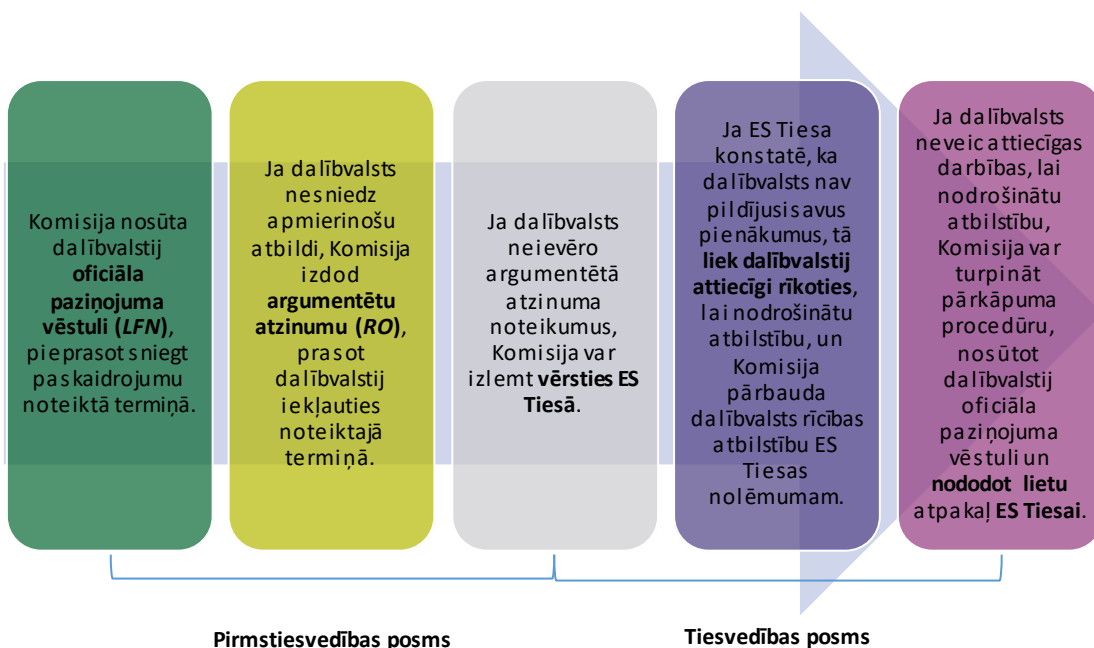 Komisija nosūta
dalībvalstij
oficiāla
paziņojuma
vēstuli (LFN),
pieprasot sniegt
paskaidrojumu
noteiktā termiņā.
Ja dalībvalsts
nesniedz
apmierinošu
atbildi, Komisija
izdod
argumentētu
atzinumu (RO),
prasot
dalībvalstij
iekļauties
noteiktajā
termiņā.
Ja dalībvalsts
neievēro
argumentētā
atzinuma
noteikumus,
Komisija var
izlemt vērsties ES
Tiesā.
Ja ES Tiesa
konstatē, ka
dalībvalsts nav
pildījusi savus
pienākumus, tā
liek dalībvalstij
attiecīgi rīkoties,
lai nodrošinātu
atbilstību, un
Komisija
pārbauda
dalībvalsts rīcības
atbilstību ES
Tiesas
nolēmumam.
Ja dalībvalsts
neveic attiecīgas
darbības, lai
nodrošinātu
atbilstību,
Komisija var
turpināt
pārkāpuma
procedūru,
nosūtot
dalībvalstij
oficiāla
paziņojuma
vēstuli un
nododot lietu
atpakaļ ES Tiesai.
Pirmstiesvedības posms
Tiesvedības posms